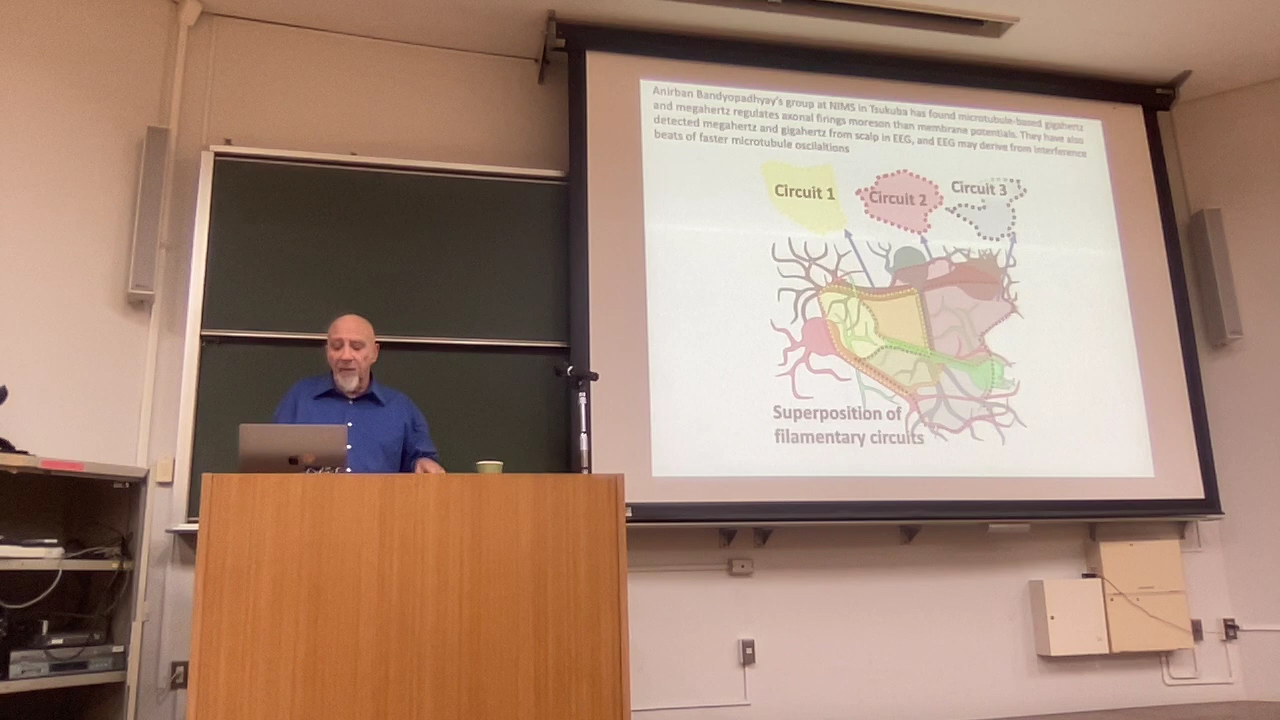 Anirban Bandyopadhyay's group at NIMS in Tsukuba has found microtubule-based gigahertz
and megahertz regulates axonal firings moreson than membrane potentials. They have also
detected megahertz and gigahertz from scalp in EEG, and EEG may derive from interference
beats of faster microtubule oscilaltions
Circuit 1
Circuit 2
Circuit 3
Superposition of
filamentary circuits